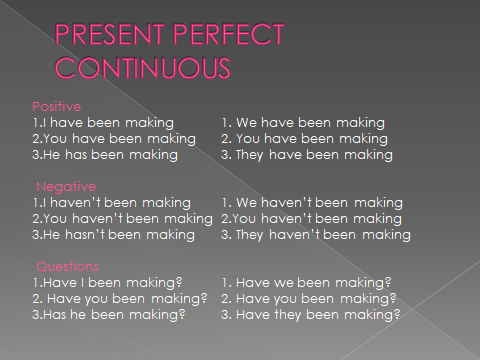 PRESENT PERFECT
CONTINUOUS
Positive
1.I have been making 1. We have been making
2.You have been making 2. You have been making
3.He has been making 3. They have been making
Negative
1.I haven't been making 1. We haven't been making
2.You haven't been making 2.You haven't been making
3.He hasn't been making 3. They haven't been making
Questions
1.Have I been making? 1. Have we been making?
2. Have you been making? 2. Have you been making?
3.Has he been making? 3. Have they been making?